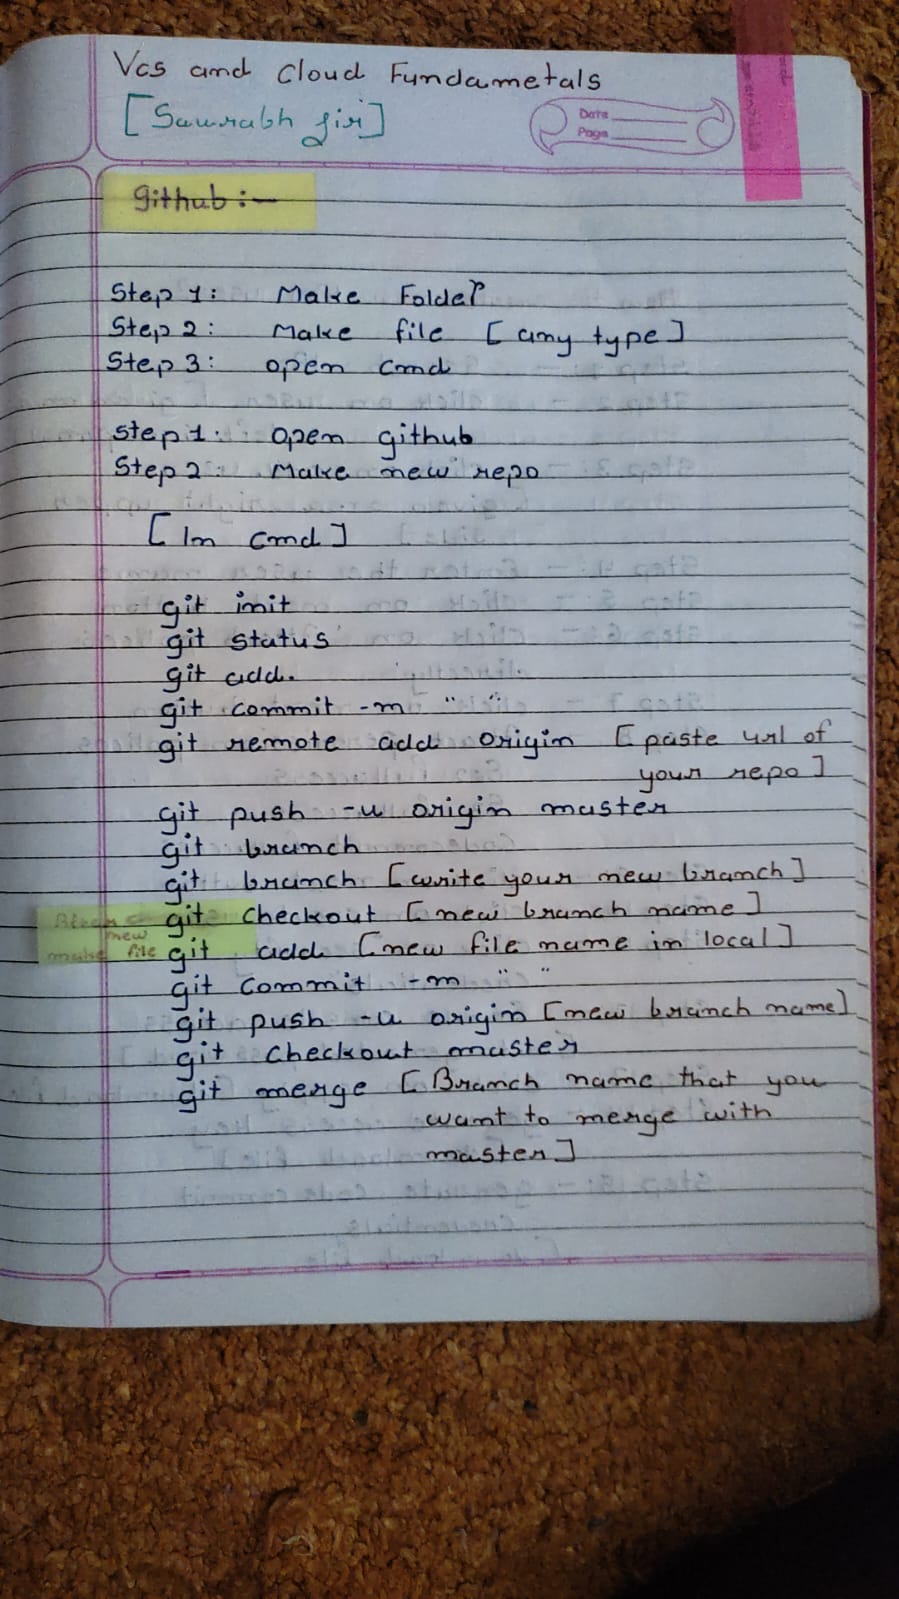 Vcs and Cloud Fundametals
[Saurabh Sir]
Date
Page
Github :-
Step 1: Make Folder
Step 2: Make file [any type]
Step 3: open cmd
Step 1: open github
Step 2: Make new repo
[In cmd]
git init
git status
git add.
git commit -m " "
git remote add origin [paste url of
your repo]
git push -u origin master
git branch
git branch [write your new branch]
git checkout [new branch name]
new
make file
git add [new file name in local]
git commit -m " "
git push -u origin [new branch name]
git checkout master
git merge [Branch name that you
want to merge with
master]